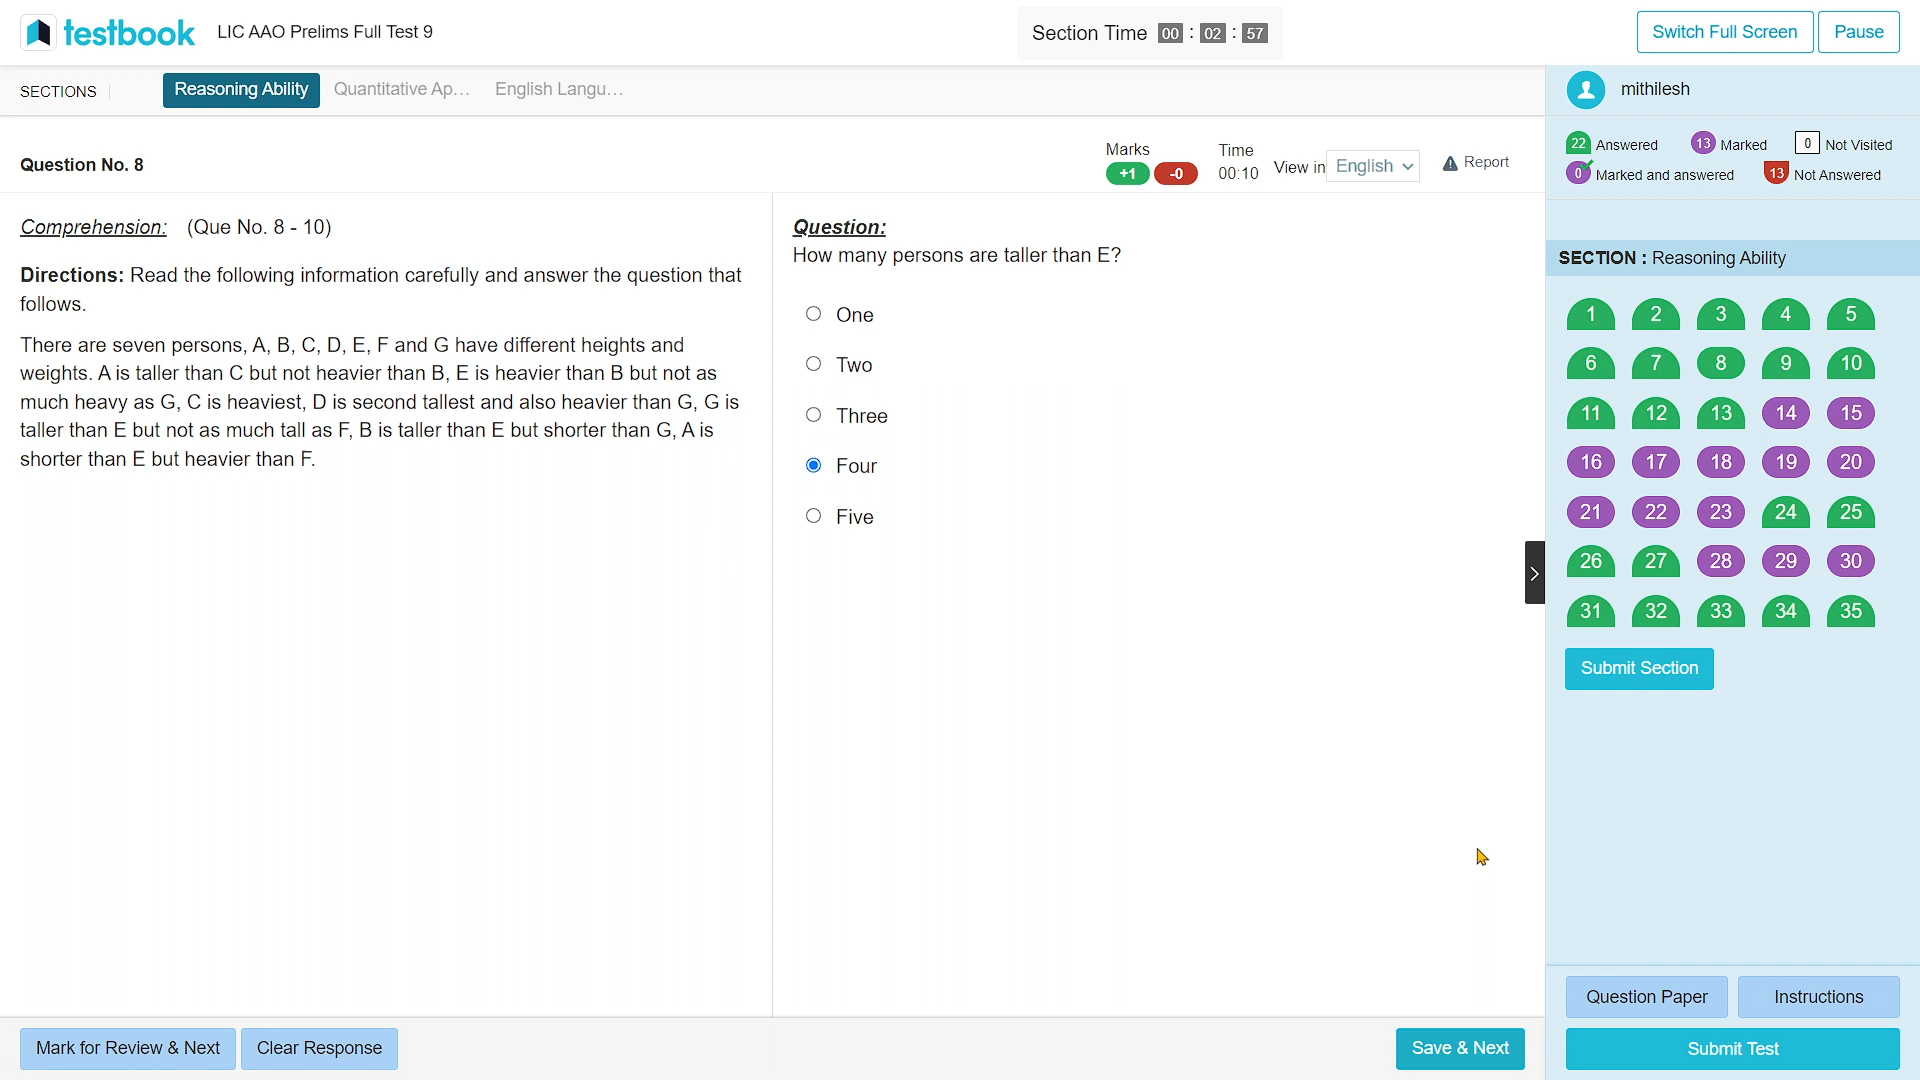 testbook LIC AAO Prelims Full Test 9 Section Time 00 : 02 : 57 Switch Full Screen Pause
SECTIONS Reasoning Ability Quantitative Ap... English Langu... mithilesh
22 Answered 13 Marked 0 Not Visited
0 Marked and answered 13 Not Answered
Question No. 8 Marks +1 -0 Time 00:10 View in English Report
Comprehension: (Que No. 8 - 10)
Directions: Read the following information carefully and answer the question that
follows.
There are seven persons, A, B, C, D, E, F and G have different heights and
weights. A is taller than C but not heavier than B, E is heavier than B but not as
much heavy as G, C is heaviest, D is second tallest and also heavier than G, G is
taller than E but not as much tall as F, B is taller than E but shorter than G, A is
shorter than E but heavier than F.
Question:
How many persons are taller than E?
One
Two
Three
Four
Five
SECTION : Reasoning Ability
1 2 3 4 5
6 7 8 9 10
11 12 13 14 15
16 17 18 19 20
21 22 23 24 25
26 27 28 29 30
31 32 33 34 35
Submit Section
Question Paper Instructions
Mark for Review & Next Clear Response Save & Next Submit Test